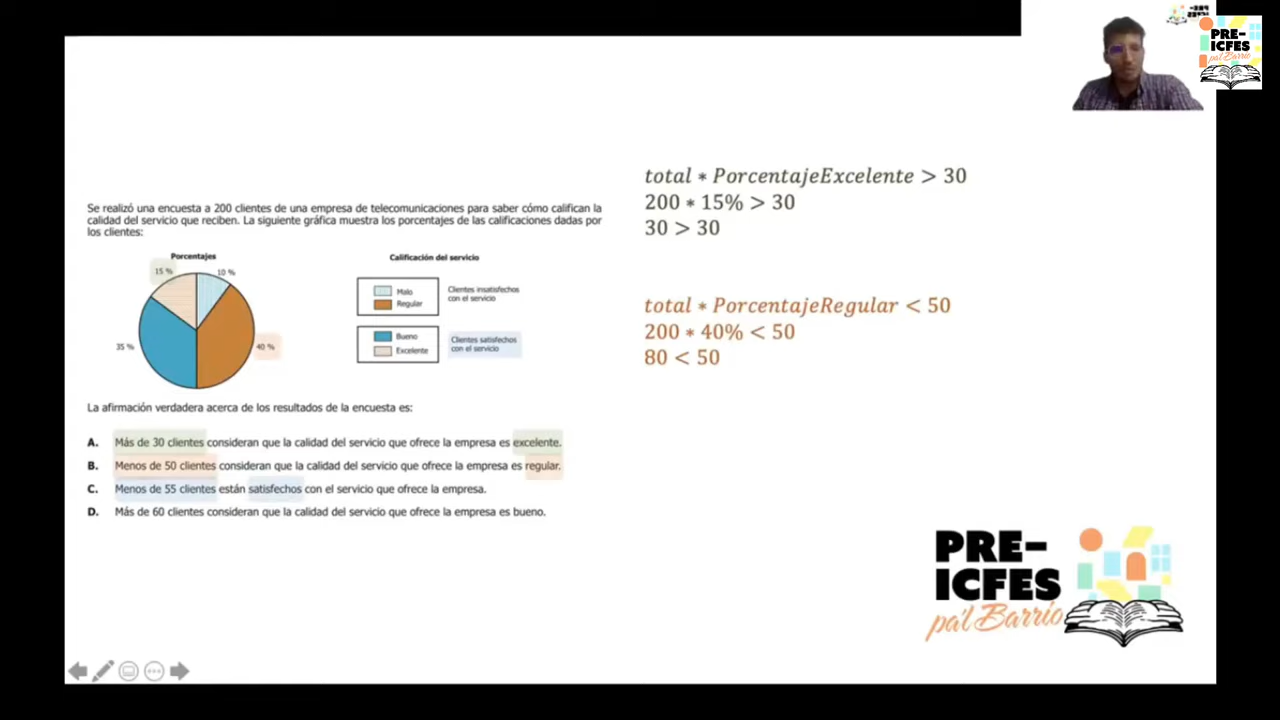 PRE-
ICFES
pa'l Barrio
Se realizó una encuesta a 200 clientes de una empresa de telecomunicaciones para saber cómo califican la
calidad del servicio que reciben. La siguiente gráfica muestra los porcentajes de las calificaciones dadas por
los clientes:
Porcentajes
15 %
10 %
35 %
40 %
Calificación del servicio
Malo
Regular
Clientes insatisfechos
con el servicio
Bueno
Excelente
Clientes satisfechos
con el servicio
La afirmación verdadera acerca de los resultados de la encuesta es:
A. Más de 30 clientes consideran que la calidad del servicio que ofrece la empresa es excelente.
B. Menos de 50 clientes consideran que la calidad del servicio que ofrece la empresa es regular.
C. Menos de 55 clientes están satisfechos con el servicio que ofrece la empresa.
D. Más de 60 clientes consideran que la calidad del servicio que ofrece la empresa es bueno.
total * PorcentajeExcelente > 30
200 * 15% > 30
30 > 30
total * PorcentajeRegular < 50
200 * 40% < 50
80 < 50
PRE-
ICFES
pa'l Barrio